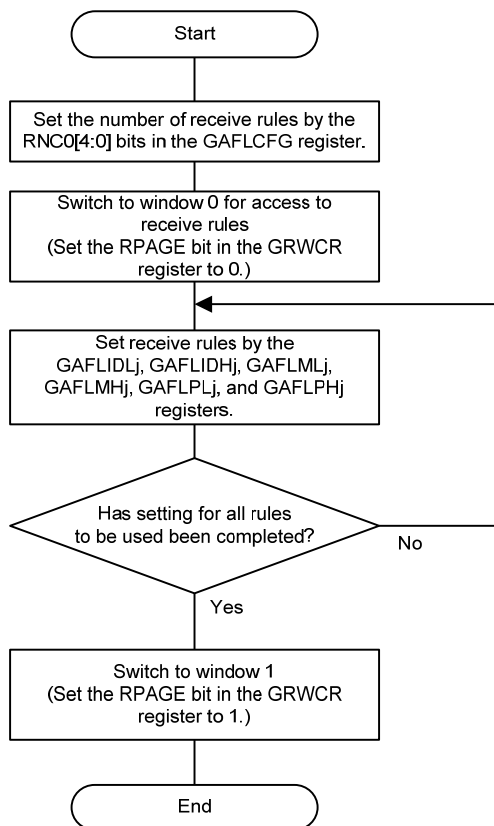 Start
Set the number of receive rules by the
RNC0[4:0] bits in the GAFLCFG register.
Switch to window 0 for access to
receive rules
(Set the RPAGE bit in the GRWCR
register to 0.)
Set receive rules by the
GAFLIDLj, GAFLIDHj, GAFLMLj,
GAFLMHj, GAFLPLj, and GAFLPHj
registers.
Has setting for all rules
to be used been completed?
No
Yes
Switch to window 1
(Set the RPAGE bit in the GRWCR
register to 1.)
End